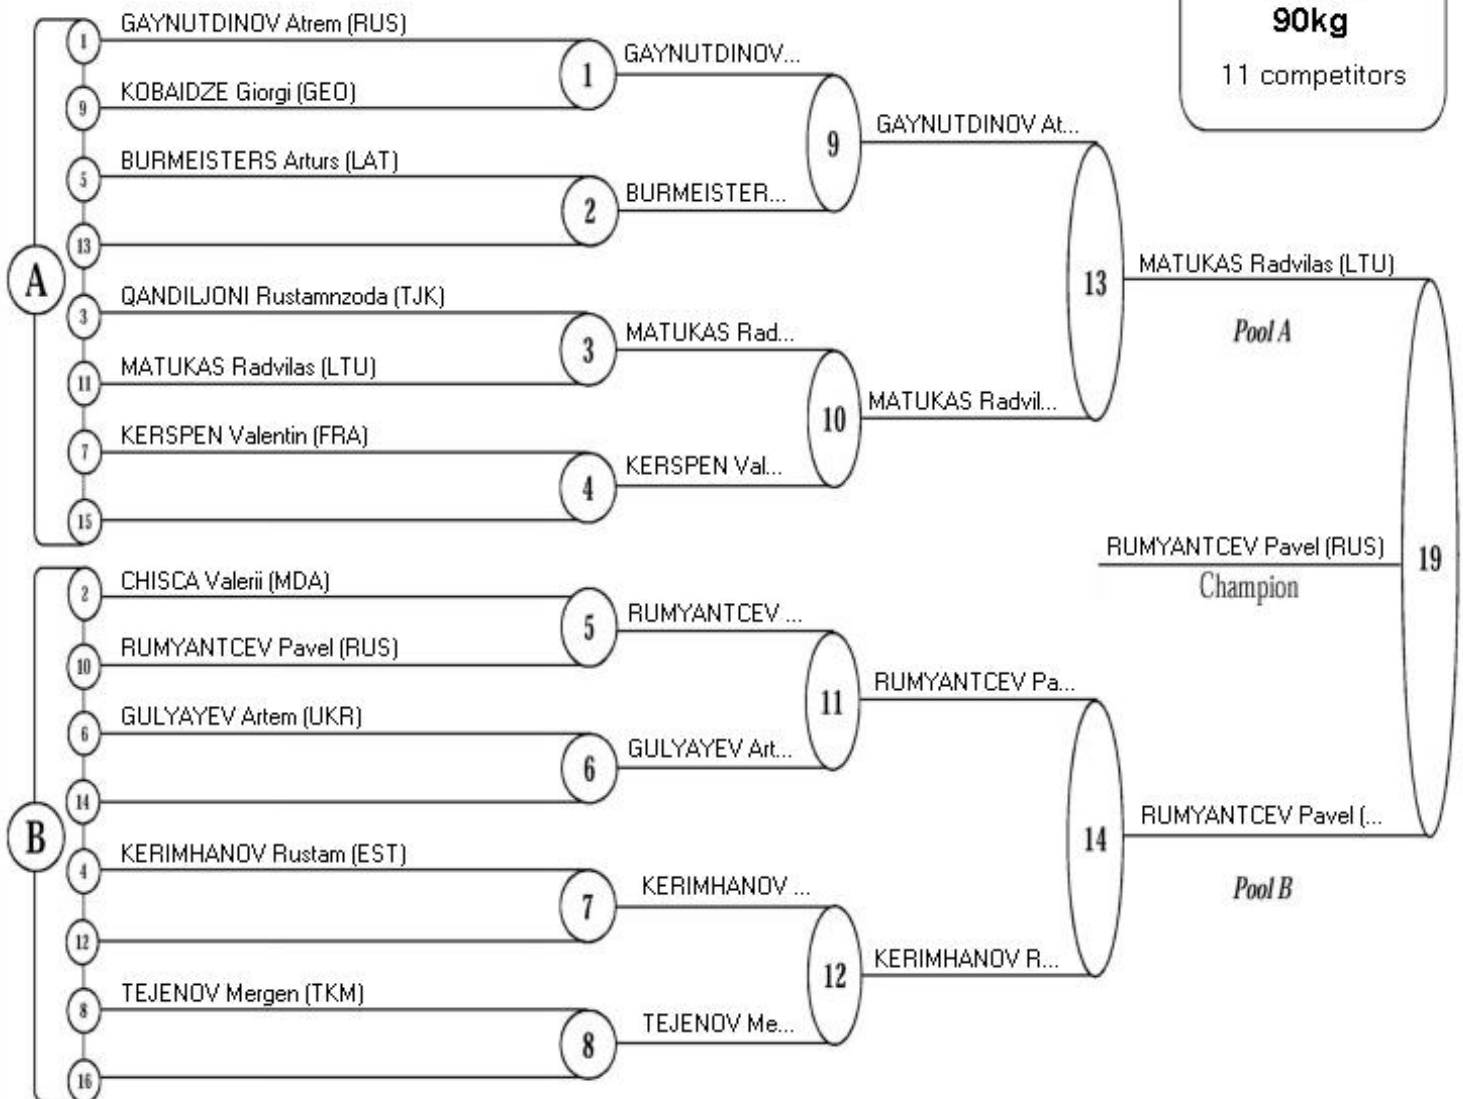 90kg
11 competitors
A
1 GAYNUTDINOV Atrem (RUS)
9 KOBAIDZE Giorgi (GEO)
5 BURMEISTERS Arturs (LAT)
13
3 QANDILJONI Rustamnzoda (TJK)
11 MATUKAS Radvilas (LTU)
7 KERSPEN Valentin (FRA)
15
B
2 CHISCA Valerii (MDA)
10 RUMYANTCEV Pavel (RUS)
6 GULYAYEV Artem (UKR)
14
4 KERIMHANOV Rustam (EST)
12
8 TEJENOV Mergen (TKM)
16
1 GAYNUTDINOV...
2 BURMEISTER...
3 MATUKAS Rad...
4 KERSPEN Val...
5 RUMYANTCEV ...
6 GULYAYEV Art...
7 KERIMHANOV ...
8 TEJENOV Me...
9 GAYNUTDINOV At...
10 MATUKAS Radvil...
11 RUMYANTCEV Pa...
12 KERIMHANOV R...
13 MATUKAS Radvilas (LTU)
Pool A
14 RUMYANTCEV Pavel (...
Pool B
19
RUMYANTCEV Pavel (RUS)
Champion